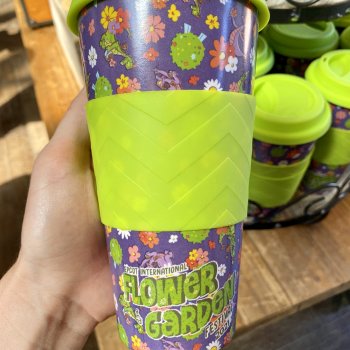 EPCOT INTERNATIONAL
FLOWER
& GARDEN
FESTIVAL